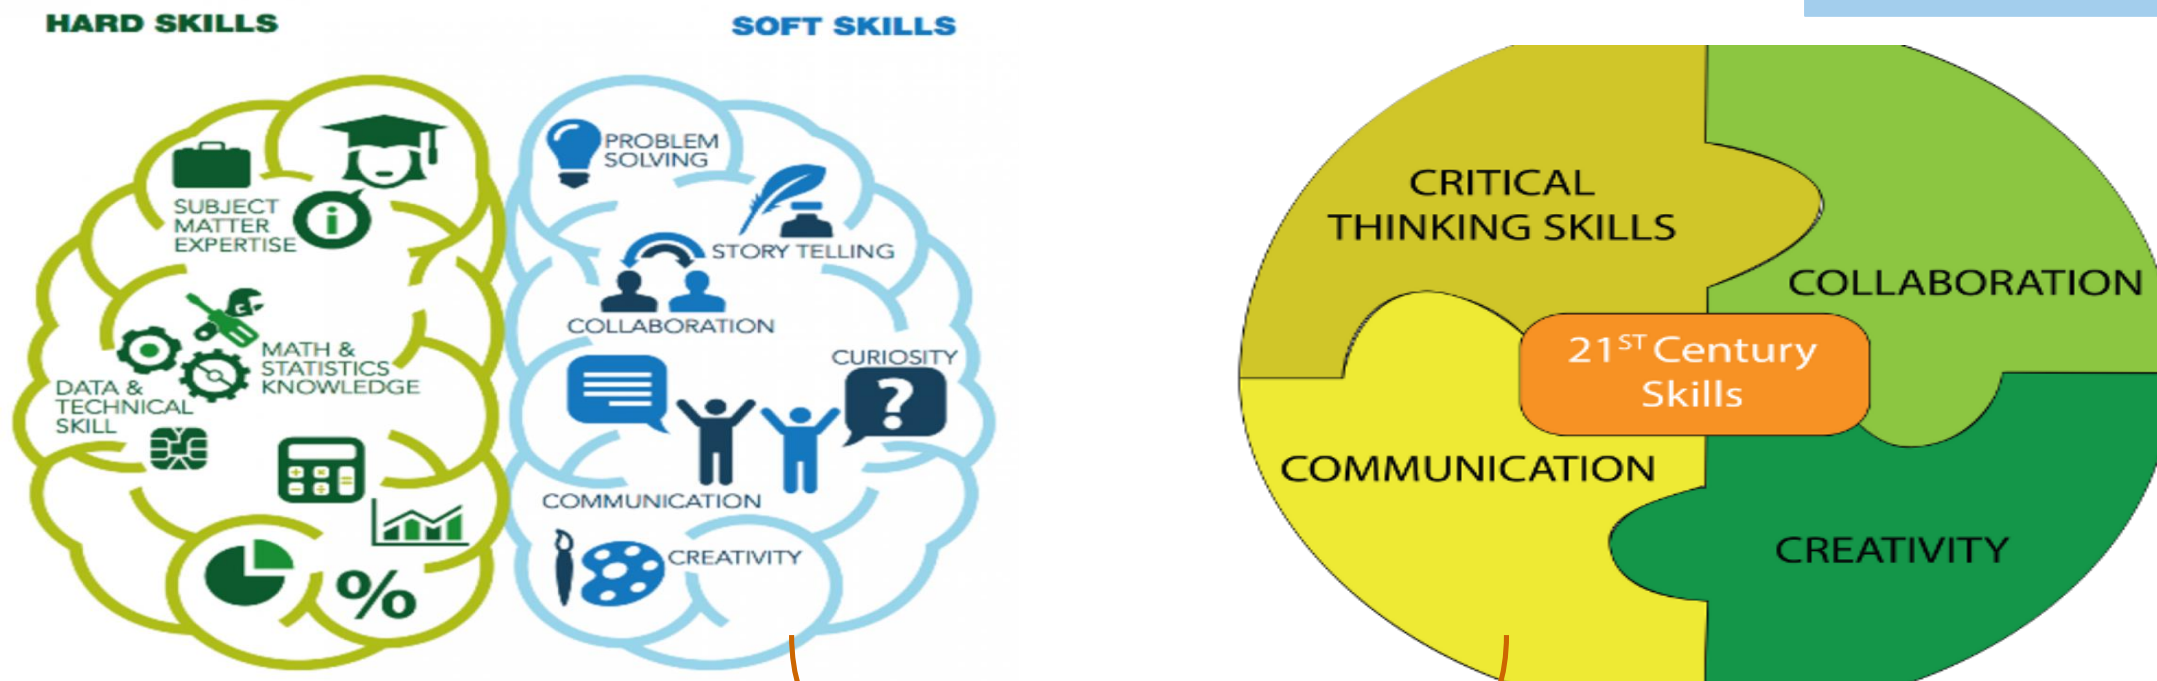 HARD SKILLS
SUBJECT
MATTER
EXPERTISE
i
MATH &
STATISTICS
KNOWLEDGE
DATA &
TECHNICAL
SKILL
%
SOFT SKILLS
PROBLEM
SOLVING
STORY TELLING
COLLABORATION
CURIOSITY
?
COMMUNICATION
CREATIVITY
CRITICAL
THINKING SKILLS
COLLABORATION
21ST Century
Skills
COMMUNICATION
CREATIVITY